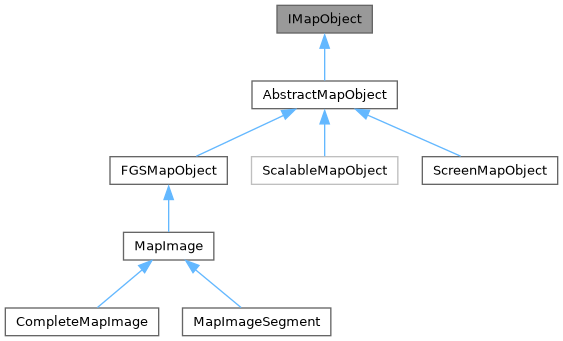 IMapObject
AbstractMapObject
FGSMapObject
ScalableMapObject
ScreenMapObject
MapImage
CompleteMapImage
MapImageSegment